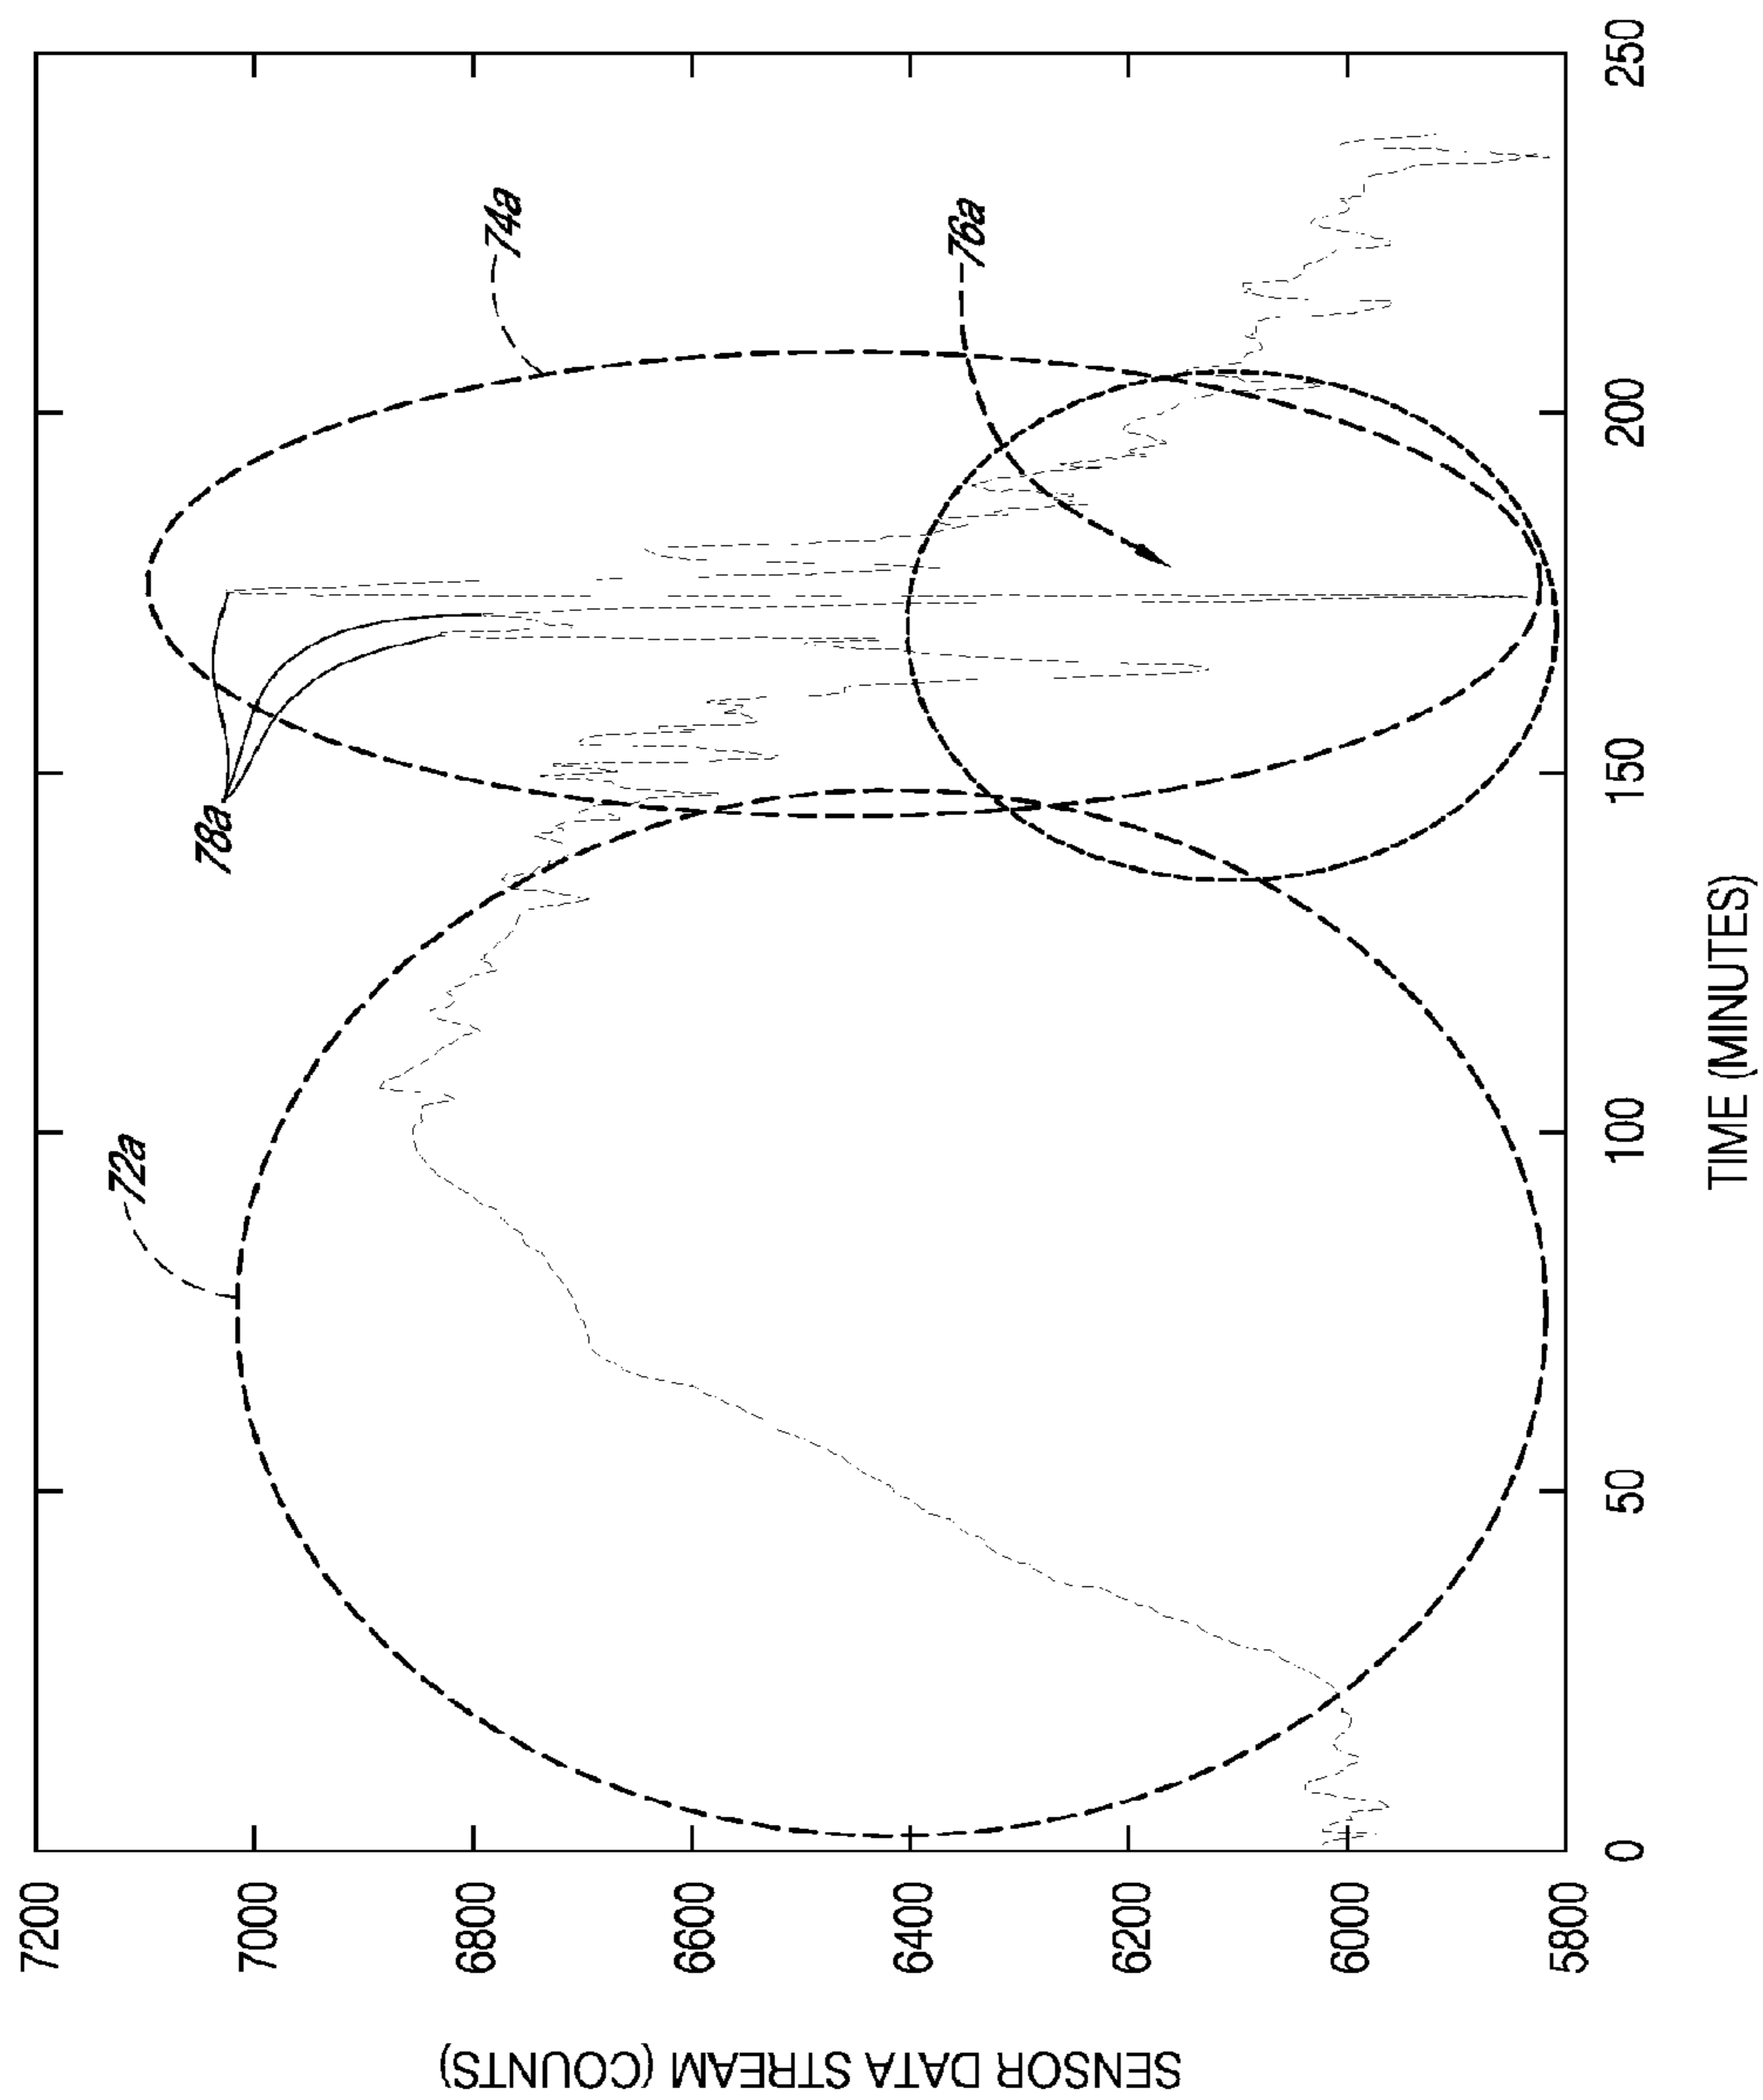 7200
7000
6800
6600
6400
6200
6000
5800
SENSOR DATA STREAM (COUNTS)
0
50
100
150
200
250
TIME (MINUTES)
72a
78a
74a
76a